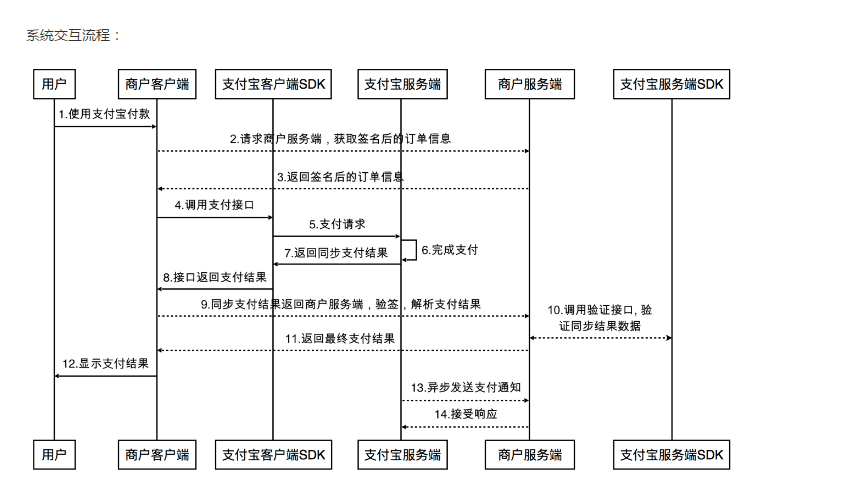 系统交互流程：
用户
商户客户端
支付宝客户端SDK
支付宝服务端
商户服务端
支付宝服务端SDK
1.使用支付宝付款
2.请求商户服务端，获取签名后的订单信息
3.返回签名后的订单信息
4.调用支付接口
5.支付请求
6.完成支付
7.返回同步支付结果
8.接口返回支付结果
9.同步支付结果返回商户服务端，验签，解析支付结果
10.调用验证接口, 验
证同步结果数据
11.返回最终支付结果
12.显示支付结果
13.异步发送支付通知
14.接受响应
用户
商户客户端
支付宝客户端SDK
支付宝服务端
商户服务端
支付宝服务端SDK